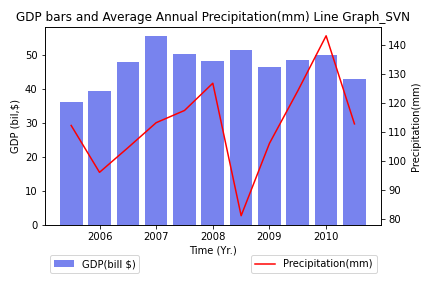 GDP bars and Average Annual Precipitation(mm) Line Graph_SVN
50
40
30
20
10
0
GDP (bil,$)
140
130
120
110
100
90
80
Precipitation(mm)
2006 2007 2008 2009 2010
Time (Yr.)
GDP(bill $)
Precipitation(mm)